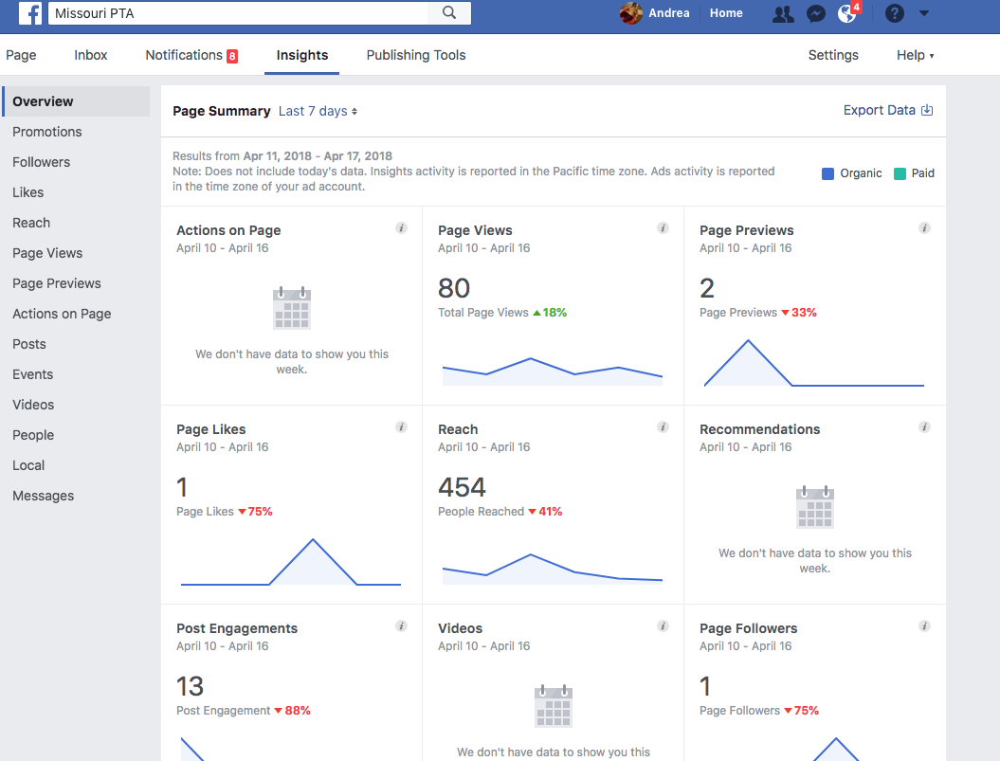 f Missouri PTA
Andrea Home 4 ?
Page Inbox Notifications 8 Insights Publishing Tools Settings Help
Overview
Promotions
Followers
Likes
Reach
Page Views
Page Previews
Actions on Page
Posts
Events
Videos
People
Local
Messages
Page Summary Last 7 days
Export Data
Results from Apr 11, 2018 - Apr 17, 2018
Note: Does not include today's data. Insights activity is reported in the Pacific time zone. Ads activity is reported
in the time zone of your ad account.
Organic Paid
Actions on Page i
April 10 - April 16
We don't have data to show you this
week.
Page Views i
April 10 - April 16
80
Total Page Views ▲18%
Page Previews i
April 10 - April 16
2
Page Previews ▼33%
Page Likes i
April 10 - April 16
1
Page Likes ▼75%
Reach i
April 10 - April 16
454
People Reached ▼41%
Recommendations i
April 10 - April 16
We don't have data to show you this
week.
Post Engagements i
April 10 - April 16
13
Post Engagement ▼88%
Videos i
April 10 - April 16
We don't have data to show you this
Page Followers i
April 10 - April 16
1
Page Followers ▼75%